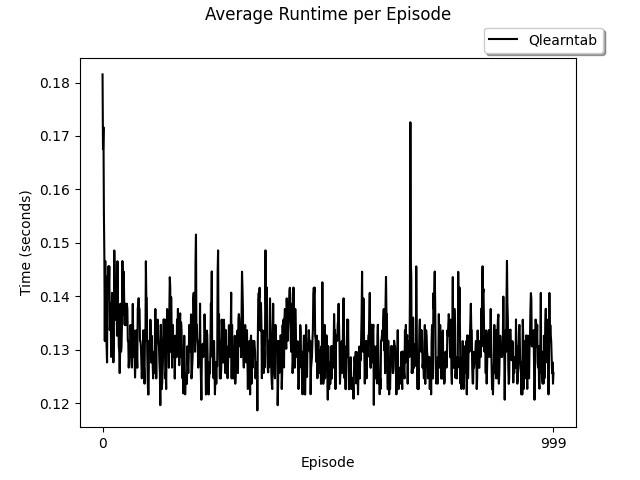 Average Runtime per Episode
Qlearntab
0.18
0.17
0.16
0.15
0.14
0.13
0.12
Time (seconds)
0 999
Episode